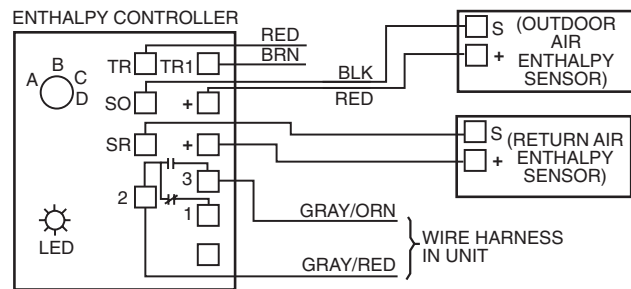 ENTHALPY CONTROLLER
RED
BRN
TR
TR1
A
B
C
D
SO
+
BLK
RED
S
(OUTDOOR
AIR
ENTHALPY
SENSOR)
+
SR
+
S
(RETURN AIR
ENTHALPY
SENSOR)
+
2
3
1
LED
GRAY/ORN
GRAY/RED
WIRE HARNESS
IN UNIT